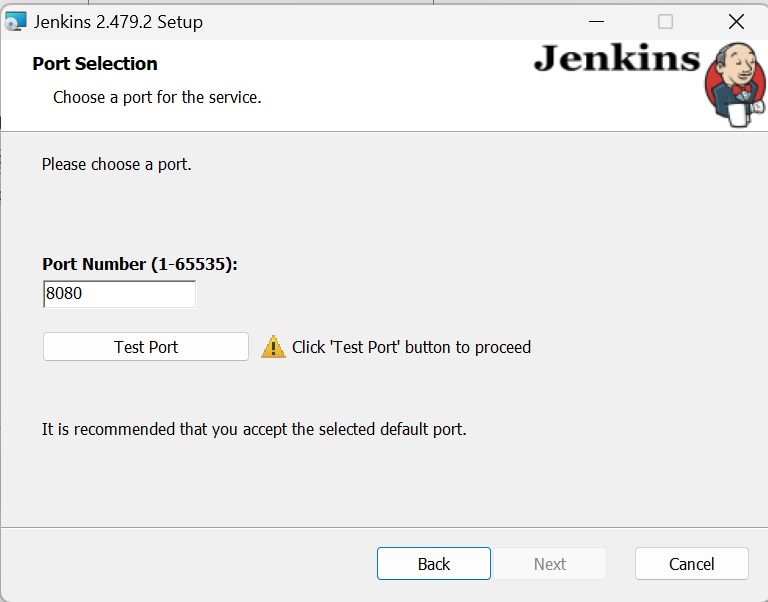 Jenkins 2.479.2 Setup
Port Selection
Jenkins
Choose a port for the service.
Please choose a port.
Port Number (1-65535):
8080
Test Port
Click 'Test Port' button to proceed
It is recommended that you accept the selected default port.
Back
Next
Cancel